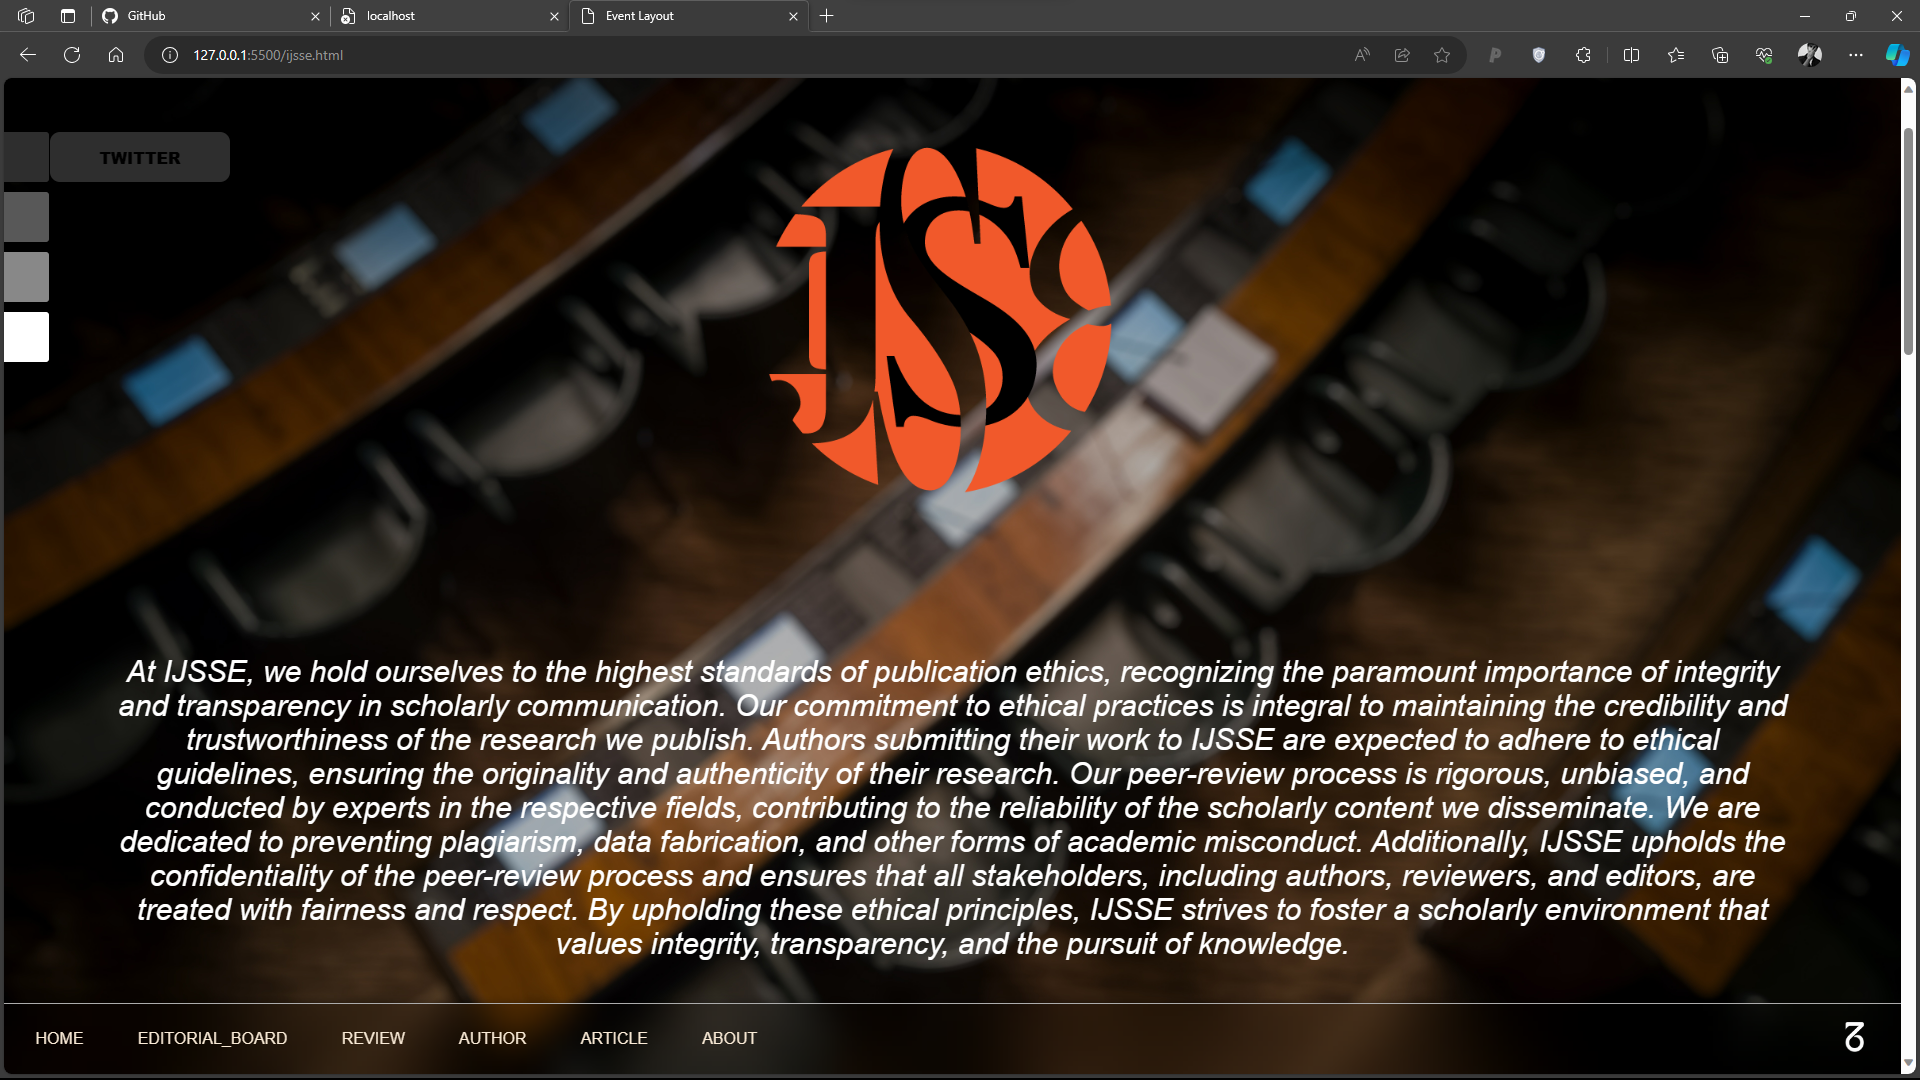 GitHub
localhost
Event Layout
127.0.0.1:5500/ijsse.html
TWITTER
At IJSSE, we hold ourselves to the highest standards of publication ethics, recognizing the paramount importance of integrity
and transparency in scholarly communication. Our commitment to ethical practices is integral to maintaining the credibility and
trustworthiness of the research we publish. Authors submitting their work to IJSSE are expected to adhere to ethical
guidelines, ensuring the originality and authenticity of their research. Our peer-review process is rigorous, unbiased, and
conducted by experts in the respective fields, contributing to the reliability of the scholarly content we disseminate. We are
dedicated to preventing plagiarism, data fabrication, and other forms of academic misconduct. Additionally, IJSSE upholds the
confidentiality of the peer-review process and ensures that all stakeholders, including authors, reviewers, and editors, are
treated with fairness and respect. By upholding these ethical principles, IJSSE strives to foster a scholarly environment that
values integrity, transparency, and the pursuit of knowledge.
HOME EDITORIAL_BOARD REVIEW AUTHOR ARTICLE ABOUT